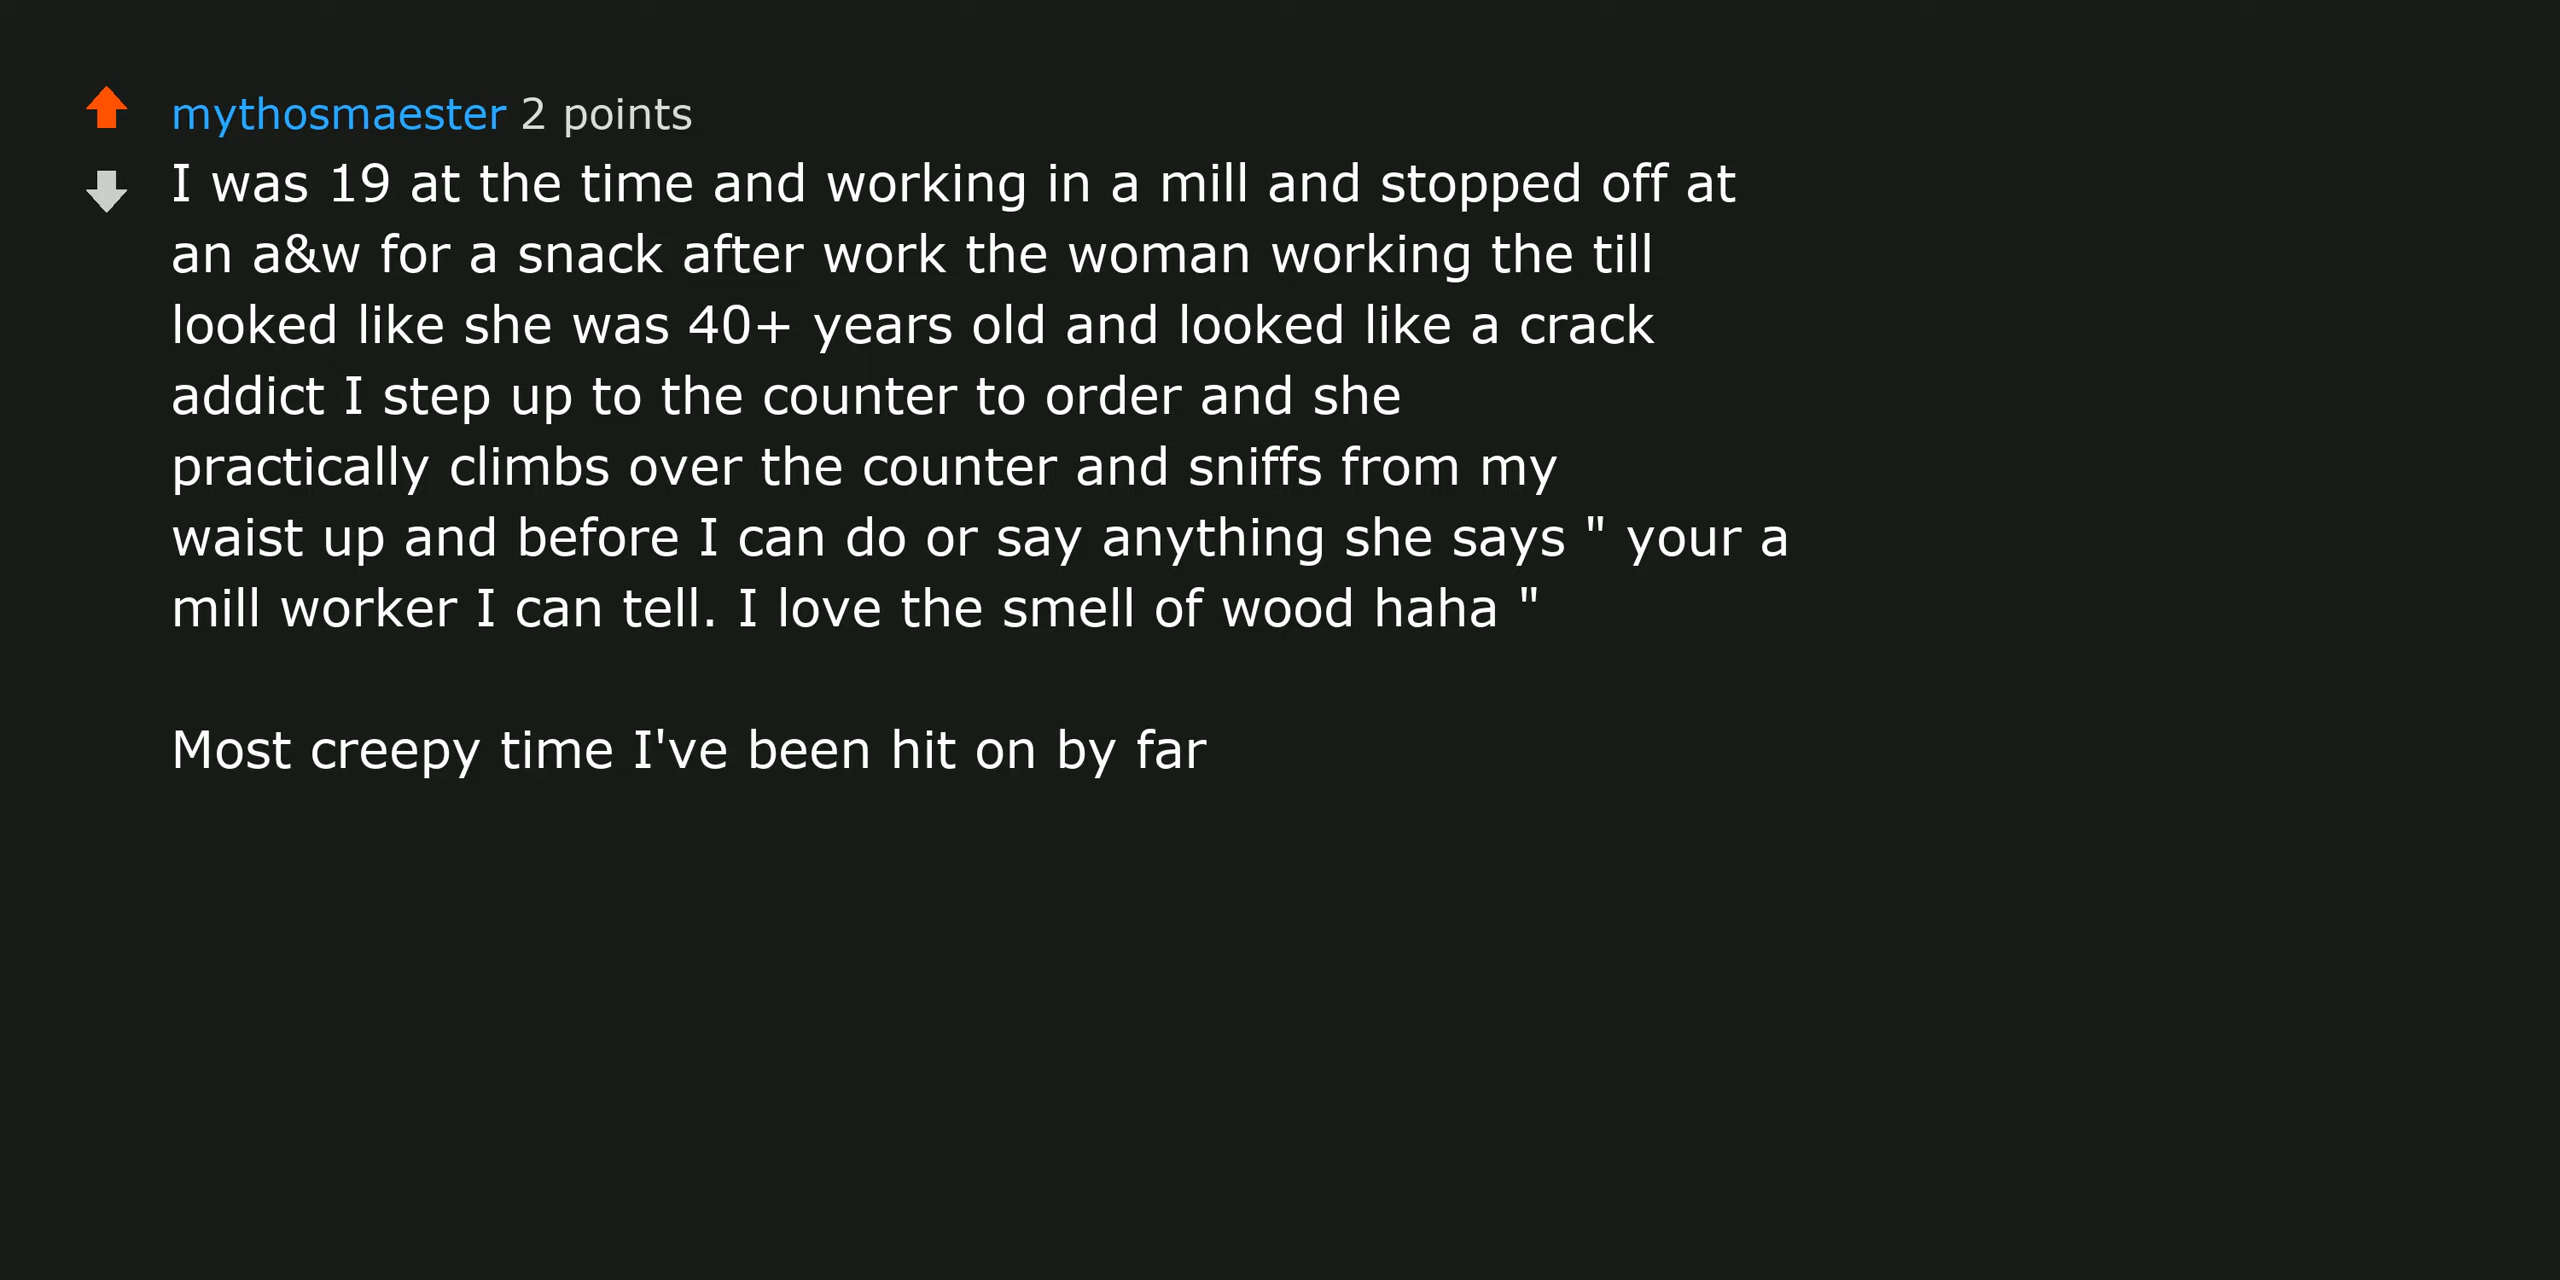 mythosmaester 2 points
I was 19 at the time and working in a mill and stopped off at
an a&w for a snack after work the woman working the till
looked like she was 40+ years old and looked like a crack
addict I step up to the counter to order and she
practically climbs over the counter and sniffs from my
waist up and before I can do or say anything she says " your a
mill worker I can tell. I love the smell of wood haha "
Most creepy time I've been hit on by far